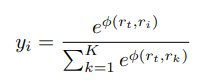 y_i = \frac{e^{\phi(r_t, r_i)}}{\sum_{k=1}^{K} e^{\phi(r_t, r_k)}}